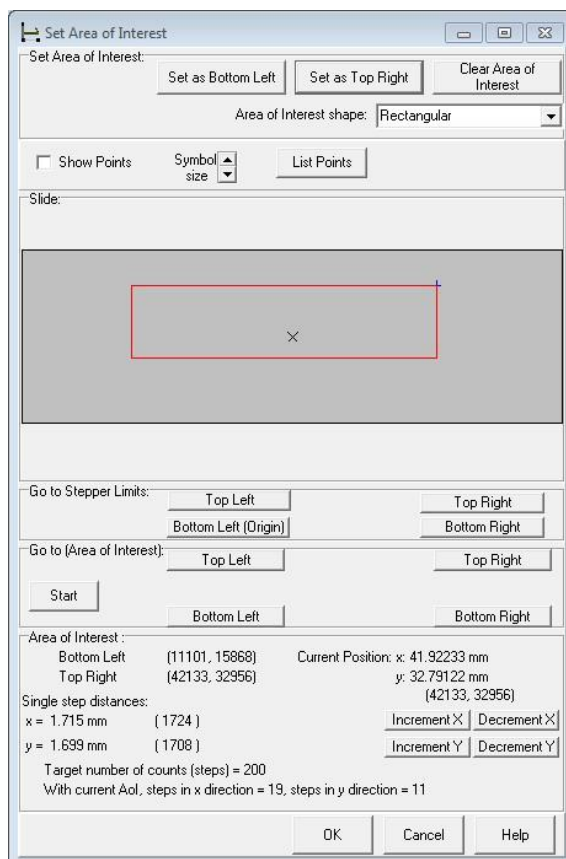 Set Area of Interest
Set Area of Interest:
Set as Bottom Left
Set as Top Right
Clear Area of
Interest
Area of Interest shape:
Rectangular
Show Points
Symbol
size
List Points
Slide:
Go to Stepper Limits:
Top Left
Top Right
Bottom Left (Origin)
Bottom Right
Go to (Area of Interest):
Top Left
Top Right
Start
Bottom Left
Bottom Right
Area of Interest :
Bottom Left (11101, 15868) Current Position: x: 41.92233 mm
Top Right (42133, 32956) y: 32.79122 mm
(42133, 32956)
Single step distances:
x = 1.715 mm ( 1724 ) Increment X Decrement X
y = 1.699 mm ( 1708 ) Increment Y Decrement Y
Target number of counts (steps) = 200
With current AoI, steps in x direction = 19, steps in y direction = 11
OK Cancel Help